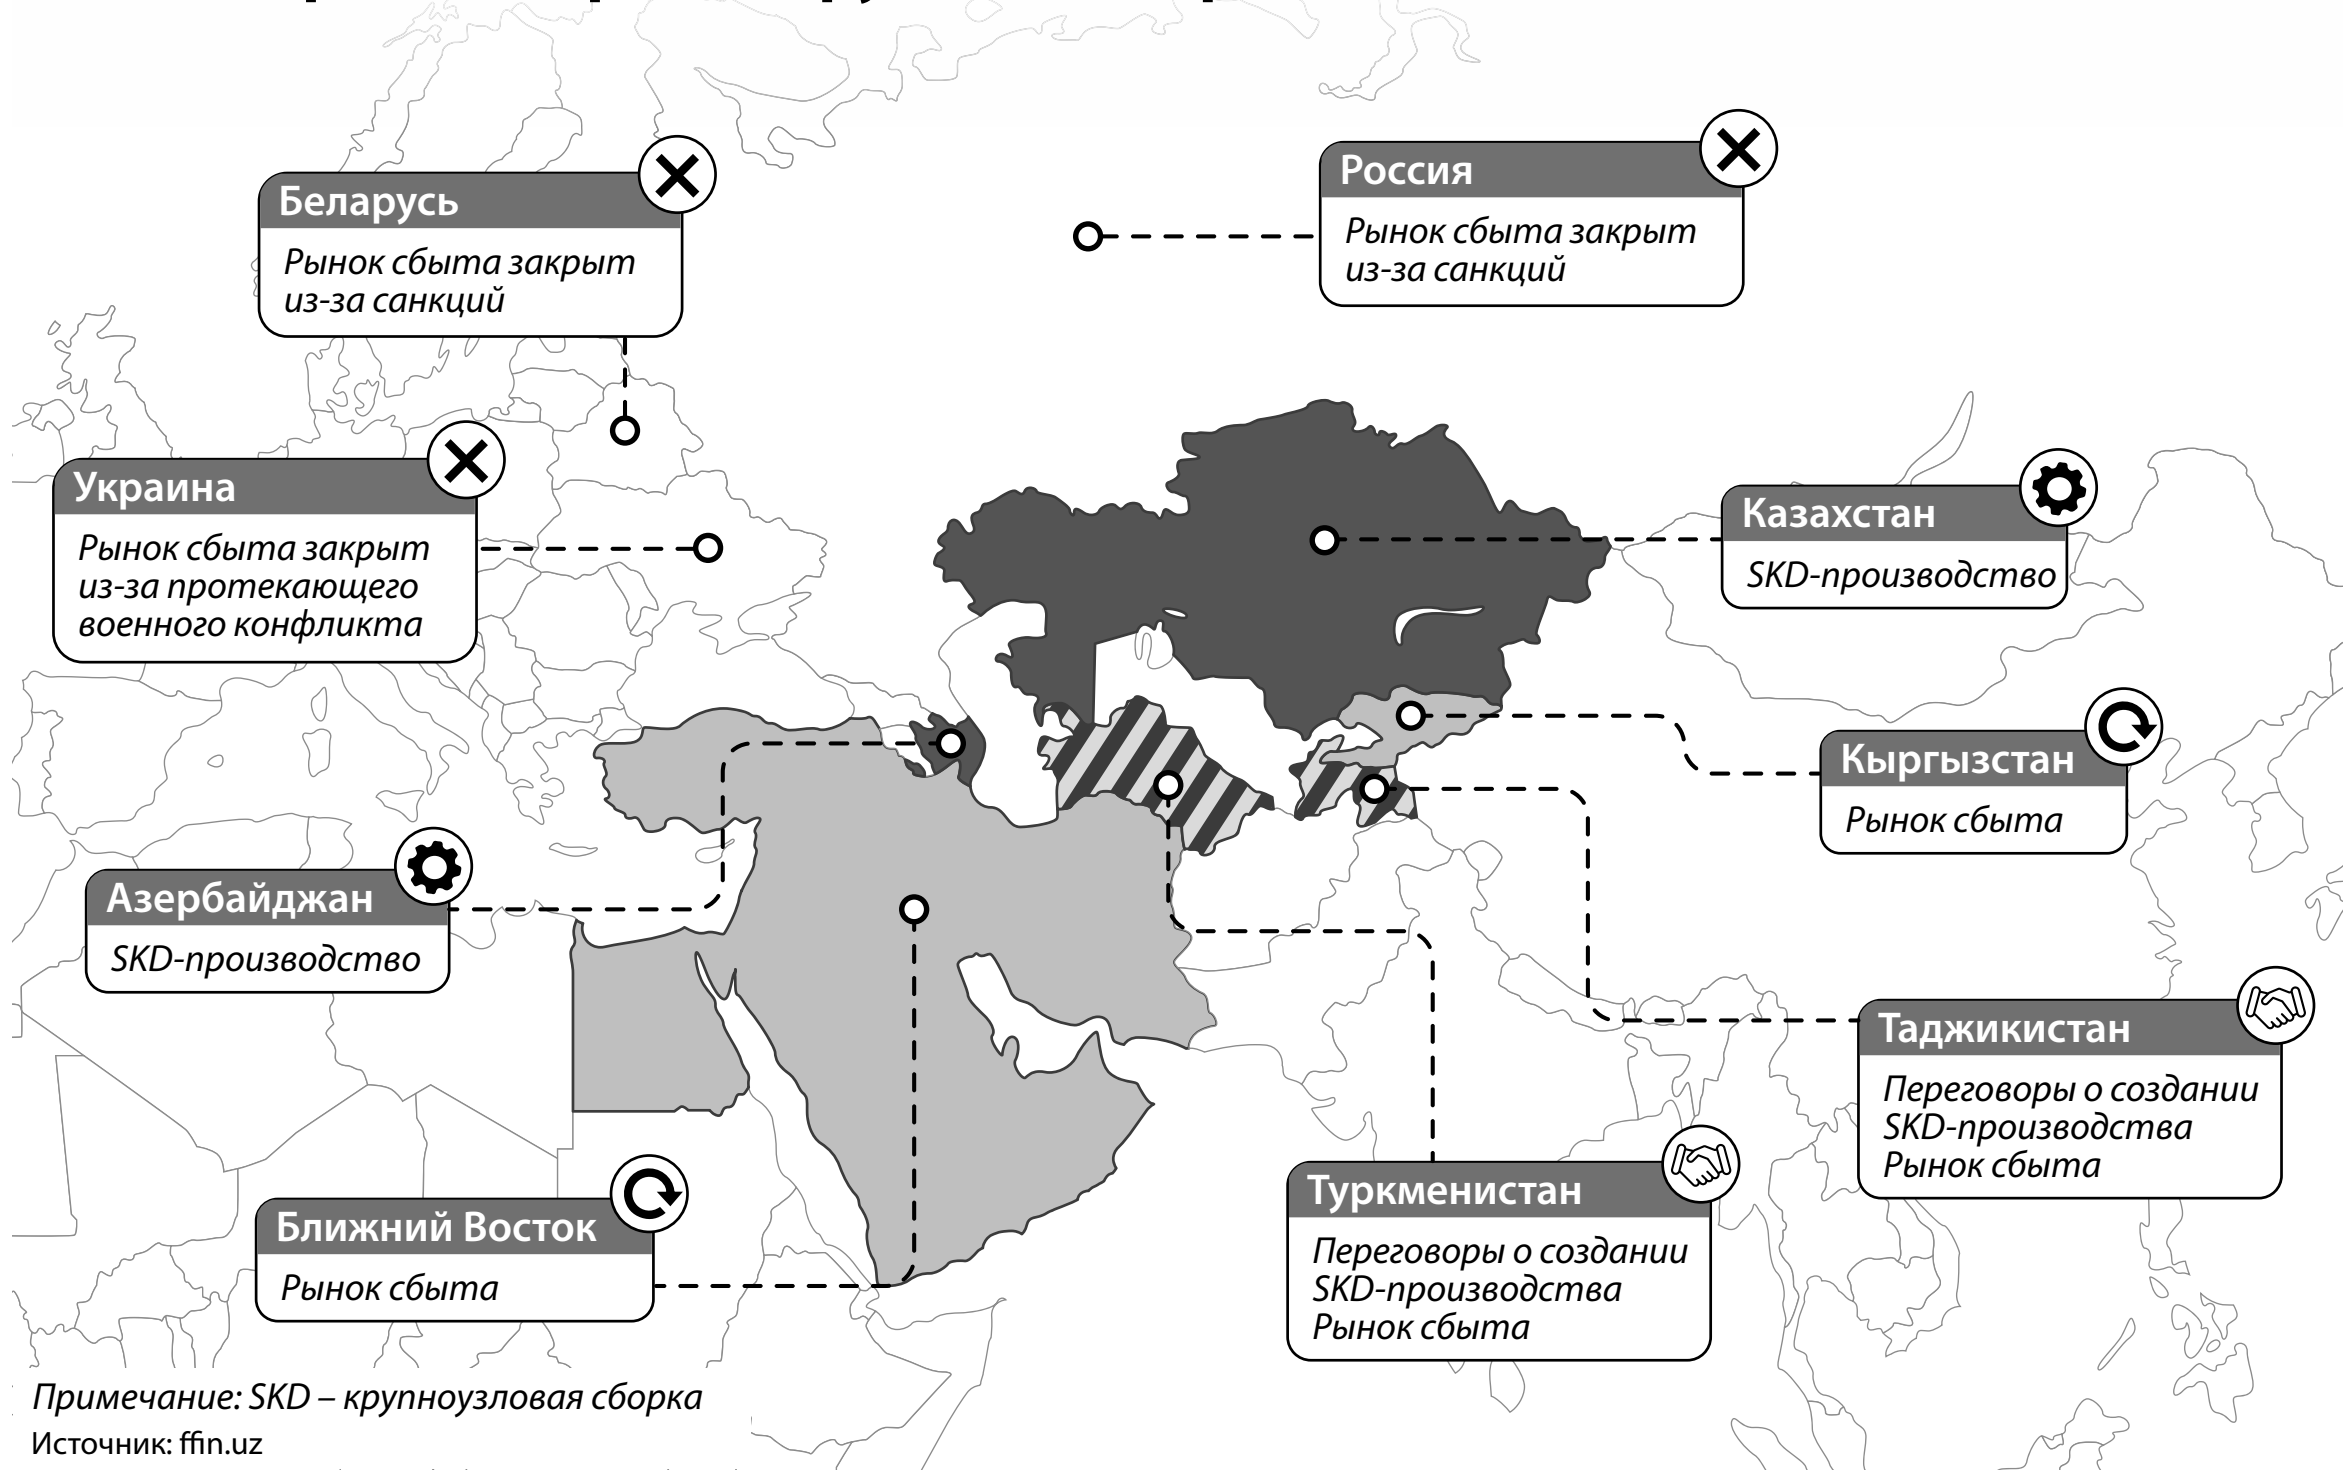 Беларусь
Рынок сбыта закрыт
из-за санкций
Россия
Рынок сбыта закрыт
из-за санкций
Украина
Рынок сбыта закрыт
из-за протекающего
военного конфликта
Казахстан
SKD-производство
Кыргызстан
Рынок сбыта
Азербайджан
SKD-производство
Таджикистан
Переговоры о создании
SKD-производства
Рынок сбыта
Туркменистан
Переговоры о создании
SKD-производства
Рынок сбыта
Ближний Восток
Рынок сбыта
Примечание: SKD – крупноузловая сборка
Источник: ffin.uz